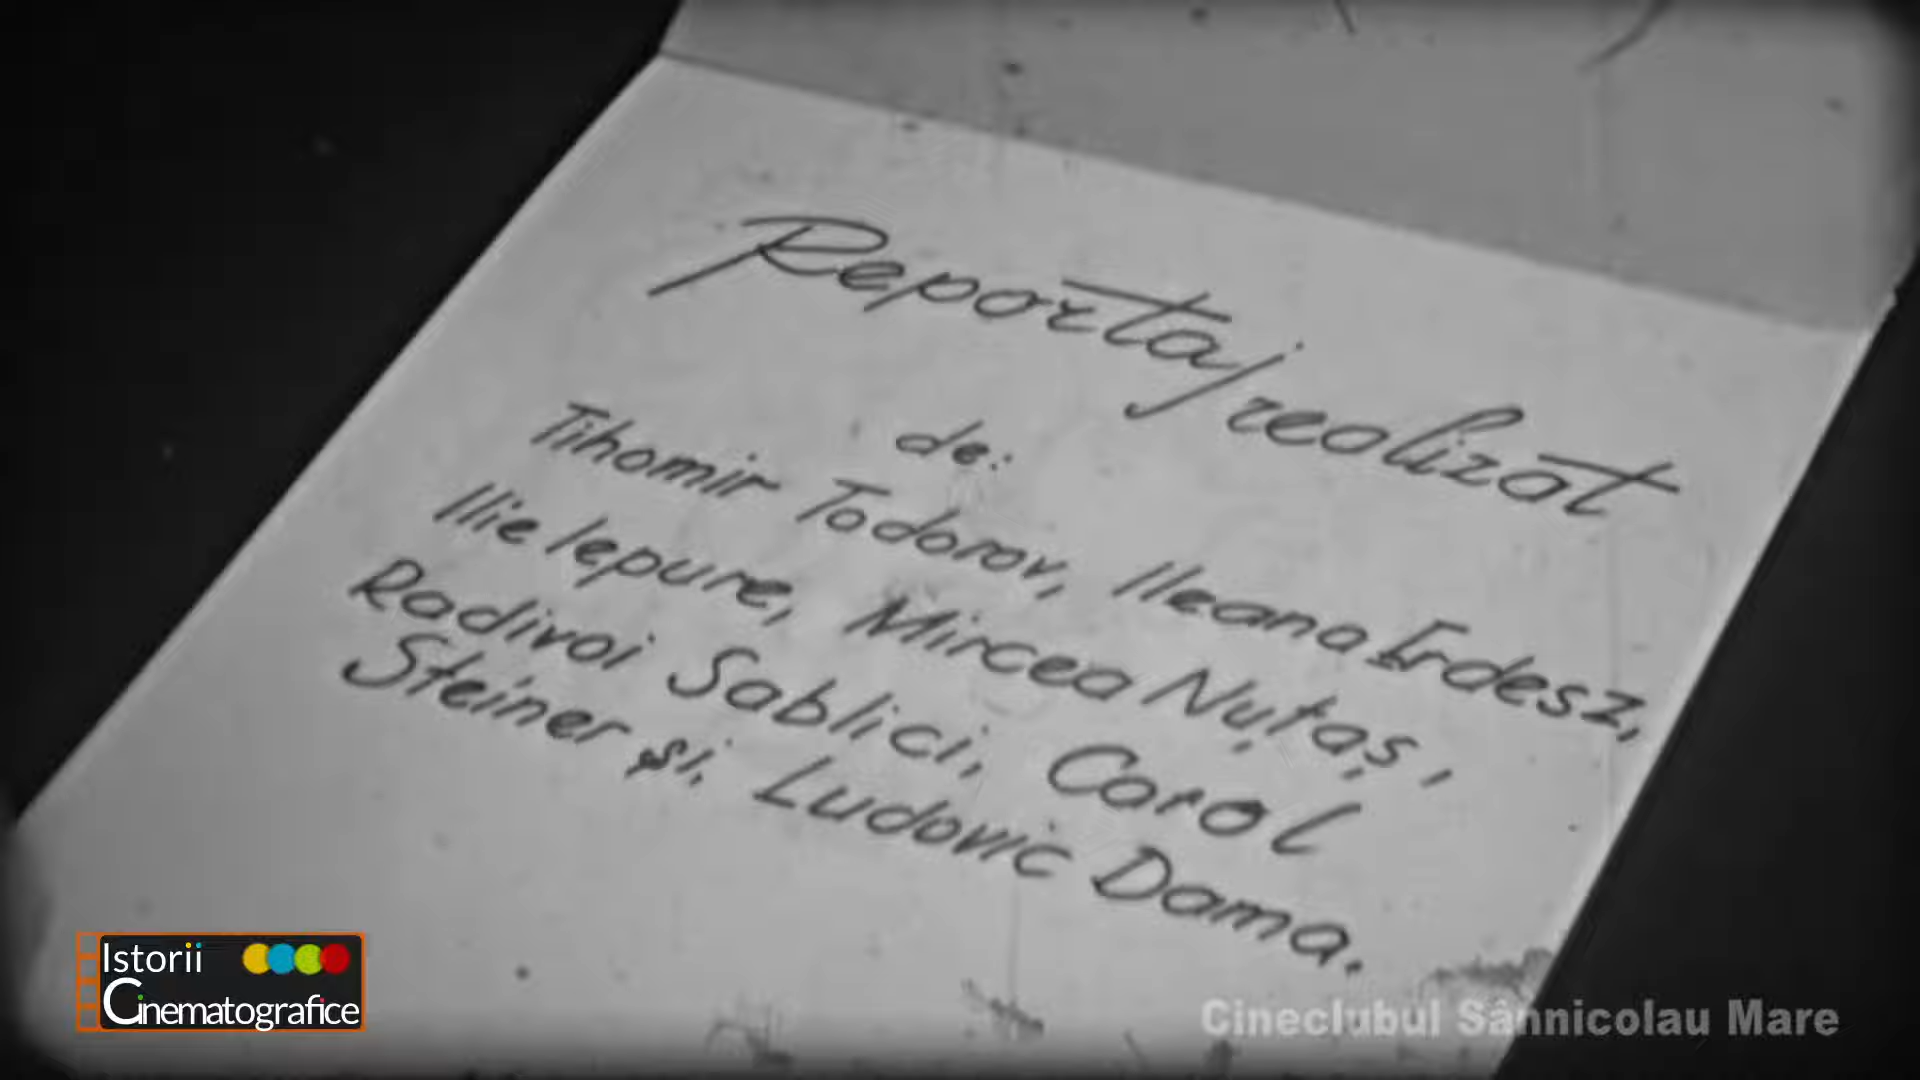 Reportaj realizat
de:
Tihomir Todorov, Ileana Erdesz,
Ilie Iepure, Mircea Nuțaș,
Radivoi Sablici, Carol
Steiner și, Ludovic Dama.
Istorii
Cinematografice
Cineclubul Sânnicolau Mare